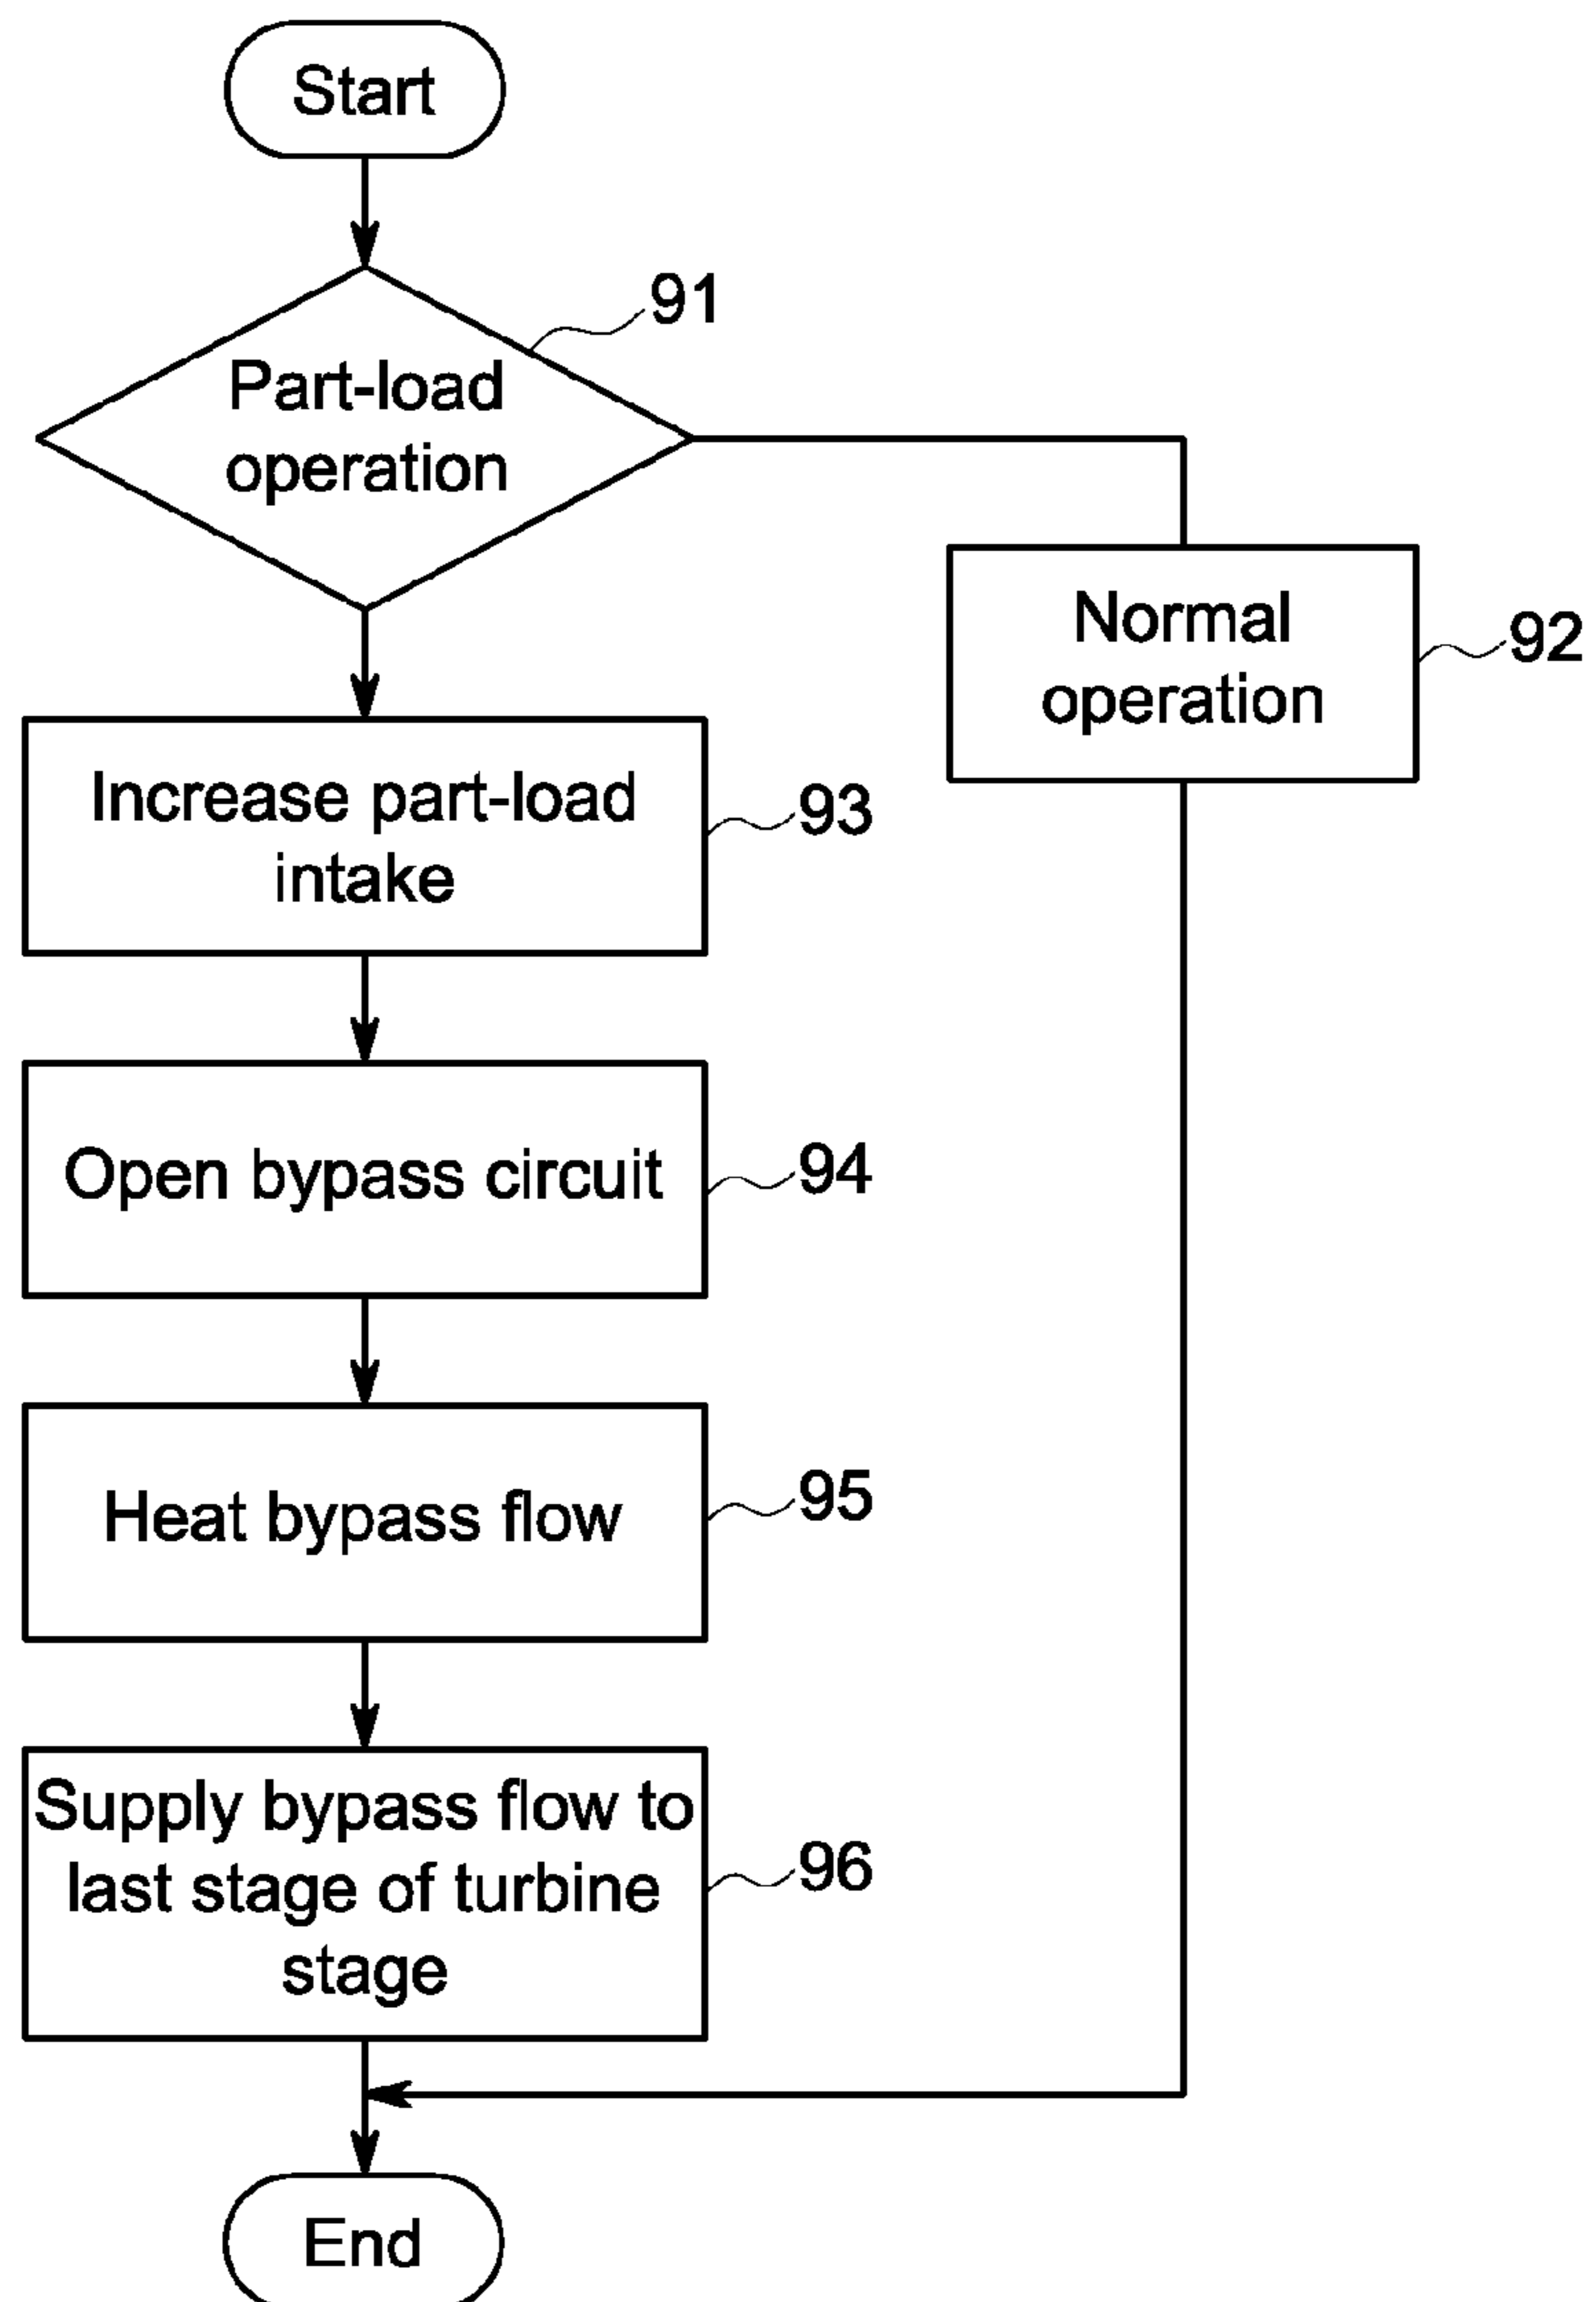 Start
91
Part-load
operation
Normal
operation
92
Increase part-load
intake
93
Open bypass circuit
94
Heat bypass flow
95
Supply bypass flow to
last stage of turbine
stage
96
End